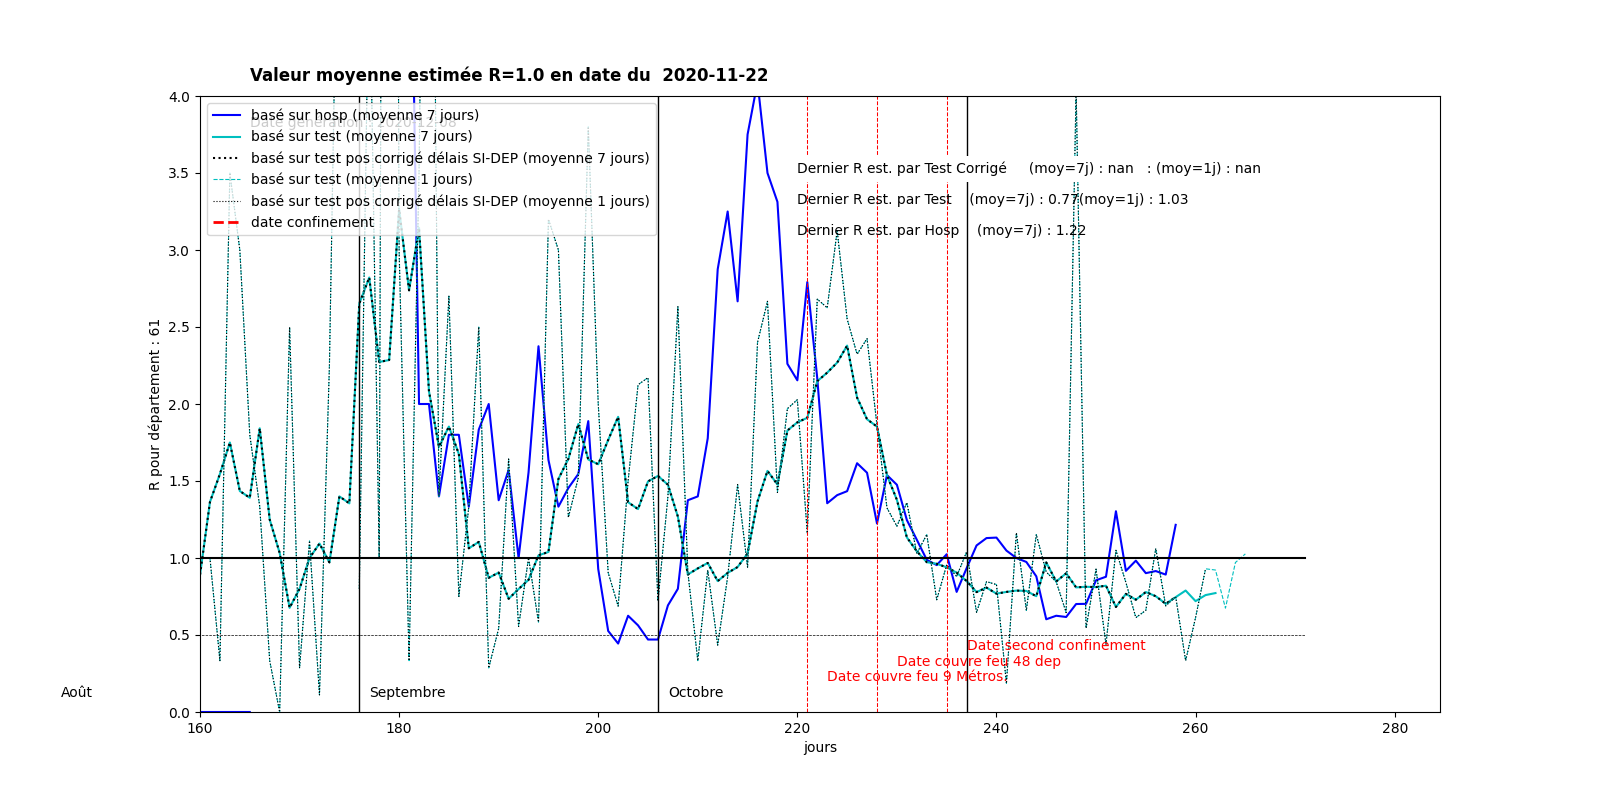 Valeur moyenne estimée R=1.0 en date du  2020-11-22
4.0
3.5
3.0
2.5
2.0
1.5
1.0
0.5
0.0
R pour département : 61
basé sur hosp (moyenne 7 jours)
Date génération : 2020-12-08
basé sur test (moyenne 7 jours)
basé sur test pos corrigé délais SI-DEP (moyenne 7 jours)
basé sur test (moyenne 1 jours)
basé sur test pos corrigé délais SI-DEP (moyenne 1 jours)
date confinement
Dernier R est. par Test Corrigé    (moy=7j) : nan   : (moy=1j) : nan
Dernier R est. par Test    (moy=7j) : 0.77(moy=1j) : 1.03
Dernier R est. par Hosp    (moy=7j) : 1.22
Date second confinement
Date couvre feu 48 dep
Date couvre feu 9 Métros
Août
Septembre
Octobre
160
180
200
220
240
260
280
jours